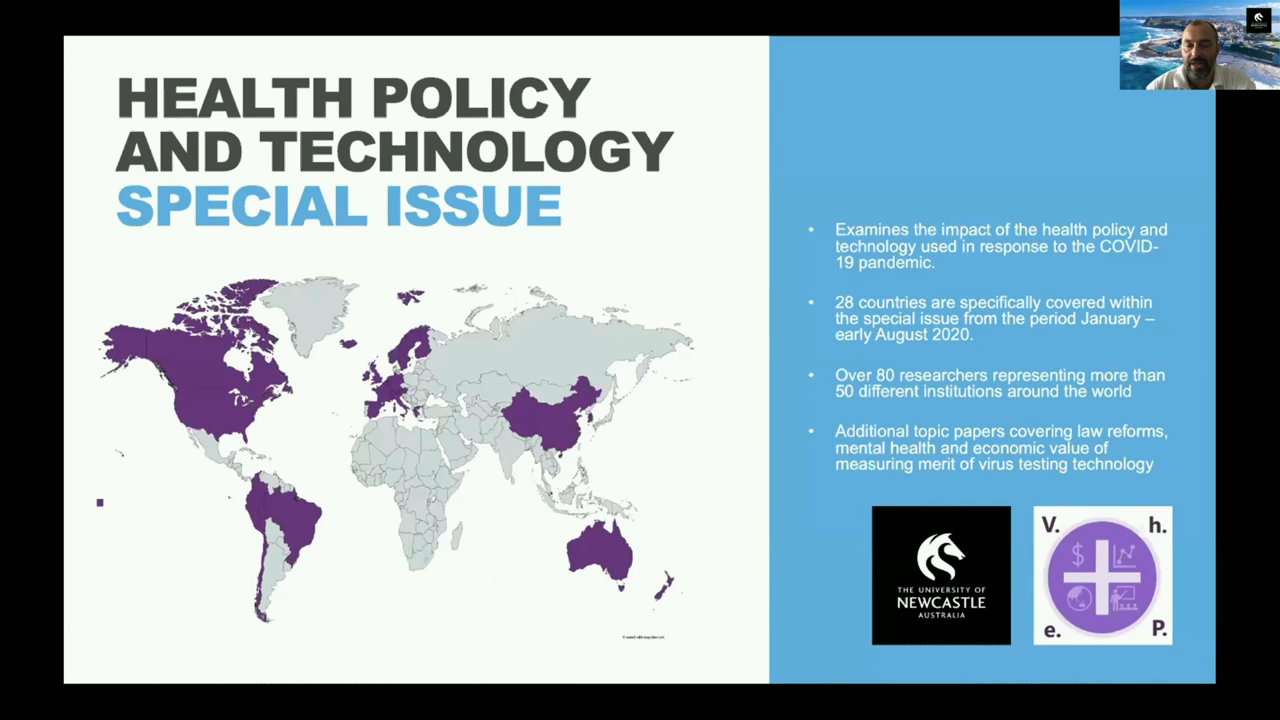 HEALTH POLICY
AND TECHNOLOGY
SPECIAL ISSUE
• Examines the impact of the health policy and
technology used in response to the COVID-
19 pandemic.
• 28 countries are specifically covered within
the special issue from the period January –
early August 2020.
• Over 80 researchers representing more than
50 different institutions around the world
• Additional topic papers covering law reforms,
mental health and economic value of
measuring merit of virus testing technology
THE UNIVERSITY OF
NEWCASTLE
AUSTRALIA
V. h.
$
e. P.